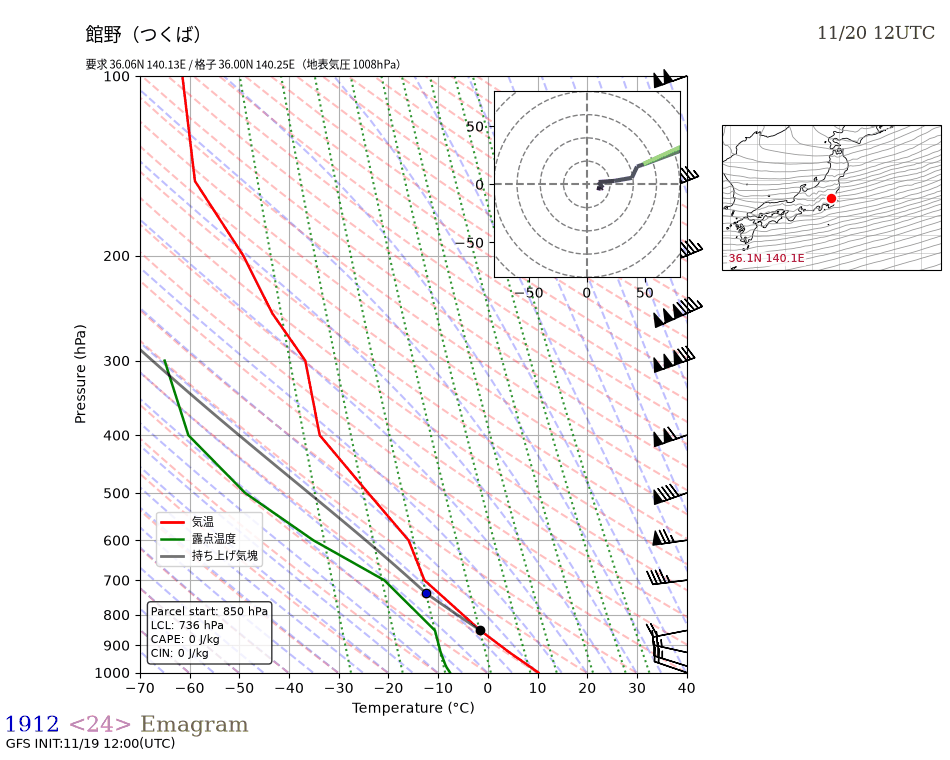 館野（つくば）
11/20 12UTC
要求 36.06N 140.13E / 格子 36.00N 140.25E（地表気圧 1008hPa）
100
200
300
400
500
600
700
800
900
1000
Pressure (hPa)
50
0
−50
−50 0 50
36.1N 140.1E
気温
露点温度
持ち上げ気塊
Parcel start: 850 hPa
LCL: 736 hPa
CAPE: 0 J/kg
CIN: 0 J/kg
−70 −60 −50 −40 −30 −20 −10 0 10 20 30 40
Temperature (°C)
1912 <24> Emagram
GFS INIT:11/19 12:00(UTC)